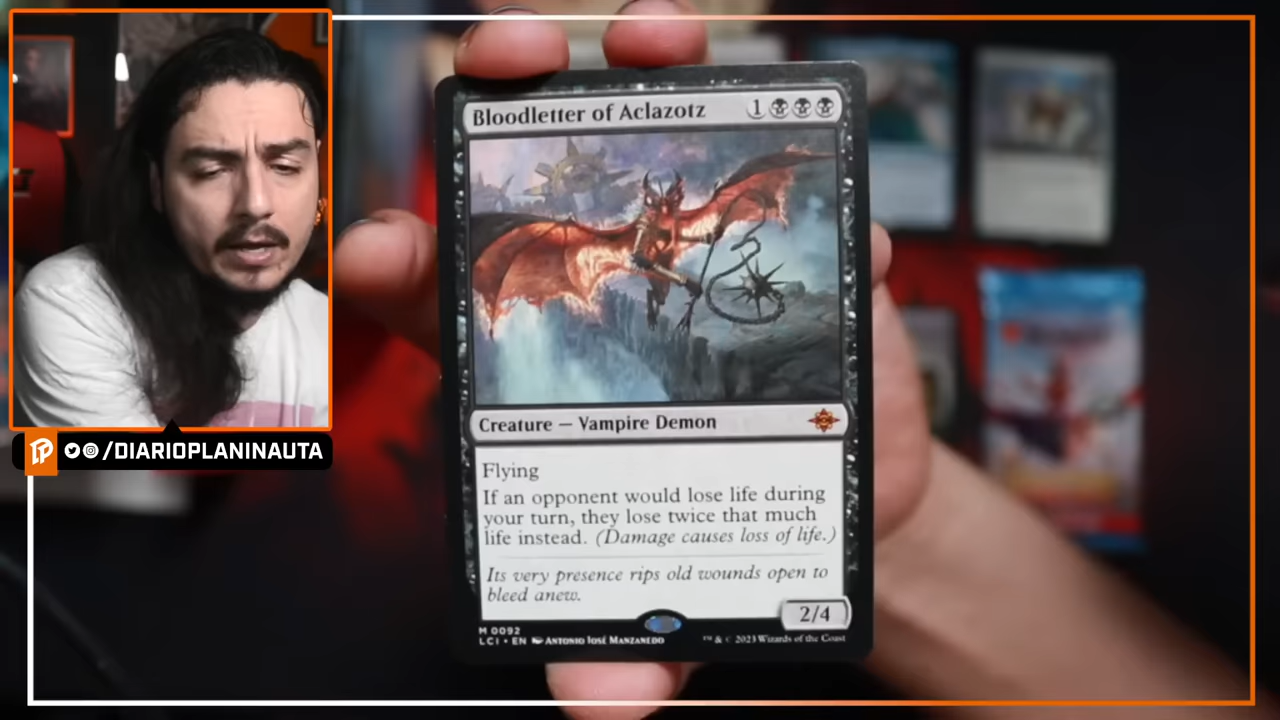 /DIARIOPLANINAUTA
Bloodletter of Aclazotz 1
Creature — Vampire Demon
Flying
If an opponent would lose life during
your turn, they lose twice that much
life instead. (Damage causes loss of life.)
Its very presence rips old wounds open to
bleed anew.
2/4
M 0092
LCI • EN Antonio José Manzanedo
™ & © 2023 Wizards of the Coast